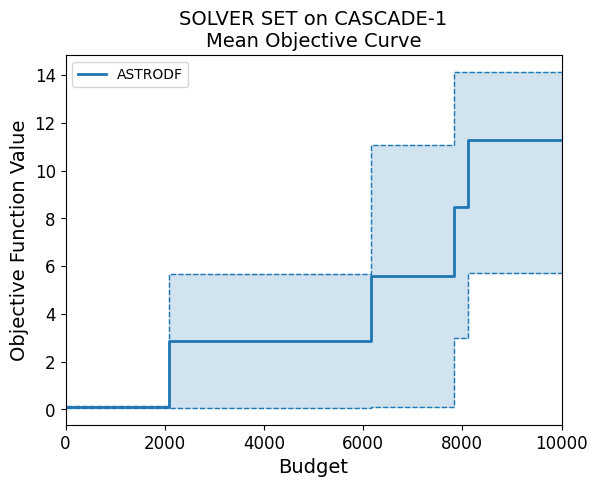 SOLVER SET on CASCADE-1
Mean Objective Curve
ASTRODF
Objective Function Value
14
12
10
8
6
4
2
0
0 2000 4000 6000 8000 10000
Budget